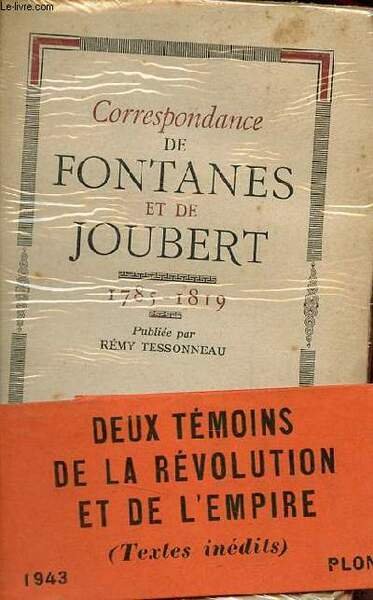 Le-Livre.com
Correspondance
DE
FONTANES
ET DE
JOUBERT
1785-1819
Publiée par
RÉMY TESSONNEAU
DEUX TÉMOINS
DE LA RÉVOLUTION
ET DE L'EMPIRE
(Textes inédits)
1943 PLON